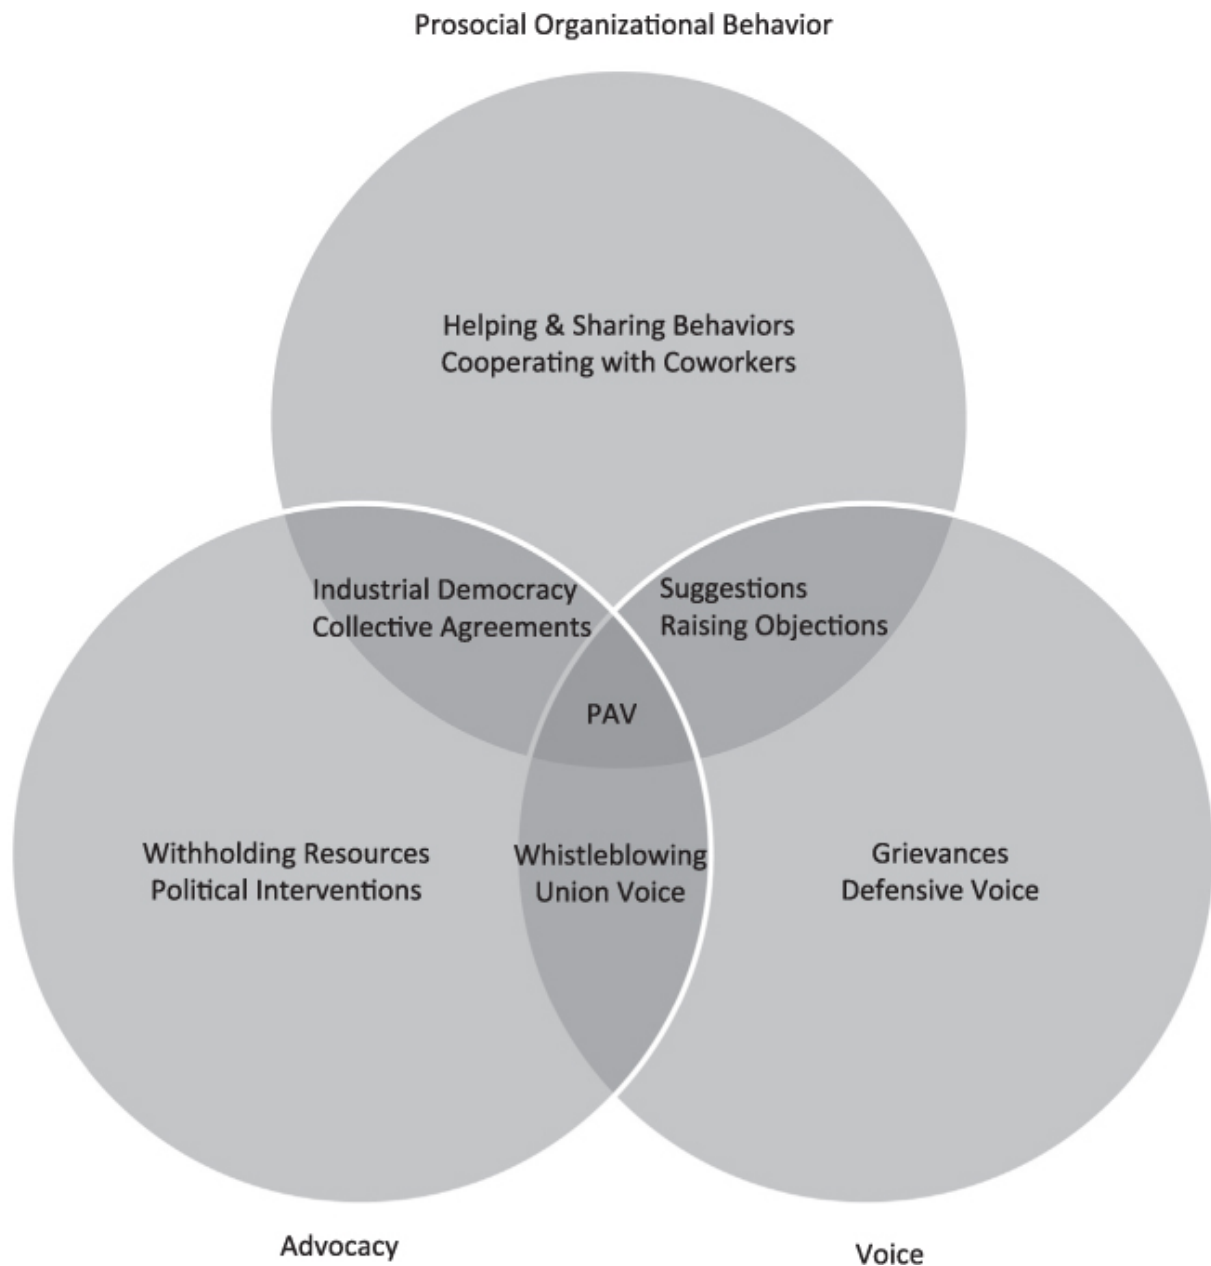 Prosocial Organizational Behavior
Helping & Sharing Behaviors
Cooperating with Coworkers
Industrial Democracy
Collective Agreements
Suggestions
Raising Objections
PAV
Withholding Resources
Political Interventions
Whistleblowing
Union Voice
Grievances
Defensive Voice
Advocacy
Voice